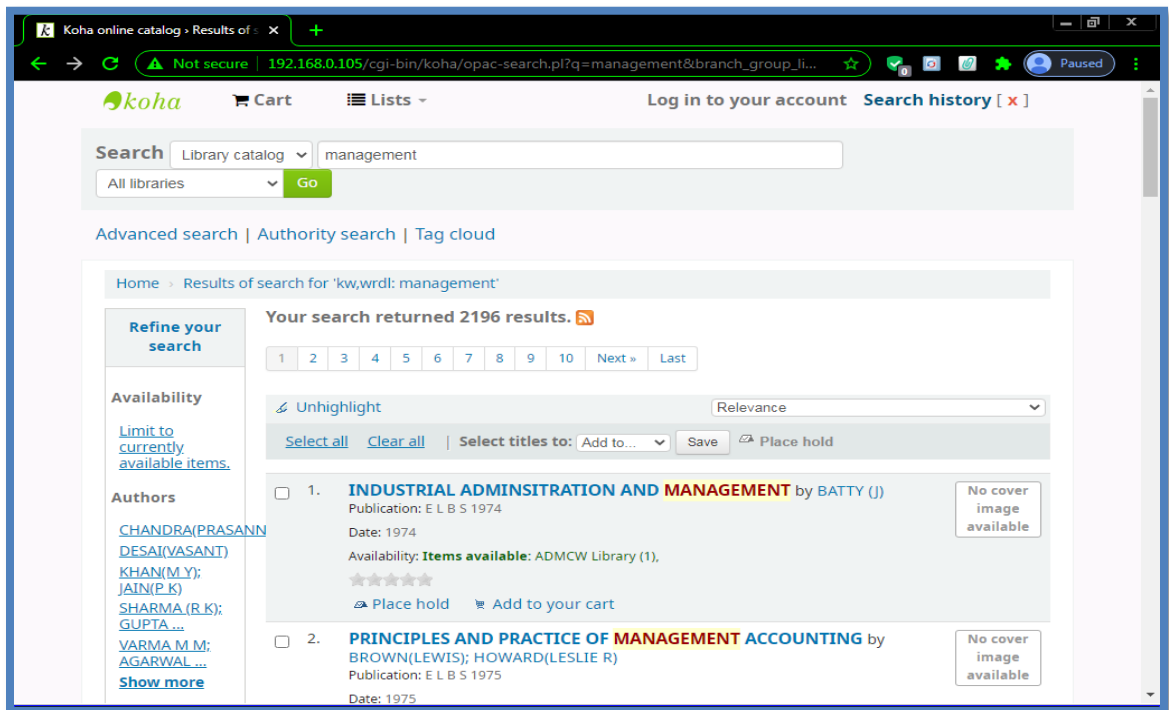 Koha online catalog › Results of s
Not secure | 192.168.0.105/cgi-bin/koha/opac-search.pl?q=management&branch_group_li...
0
Paused
koha Cart Lists Log in to your account Search history [ x ]
Search Library catalog management
All libraries Go
Advanced search | Authority search | Tag cloud
Home › Results of search for 'kw,wrdl: management'
Refine your
search
Availability
Limit to
currently
available items.
Authors
CHANDRA(PRASANN
DESAI(VASANT)
KHAN(M Y);
JAIN(P K)
SHARMA (R K);
GUPTA ...
VARMA M M;
AGARWAL ...
Show more
Your search returned 2196 results.
1 2 3 4 5 6 7 8 9 10 Next » Last
Unhighlight Relevance
Select all Clear all | Select titles to: Add to... Save Place hold
1. INDUSTRIAL ADMINSITRATION AND MANAGEMENT by BATTY (J)
Publication: E L B S 1974
Date: 1974
Availability: Items available: ADMCW Library (1),
Place hold Add to your cart
No cover
image
available
2. PRINCIPLES AND PRACTICE OF MANAGEMENT ACCOUNTING by
BROWN(LEWIS); HOWARD(LESLIE R)
Publication: E L B S 1975
Date: 1975
No cover
image
available